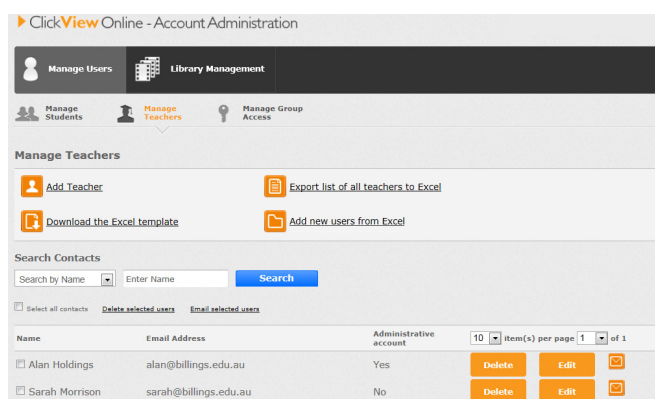 ClickView Online - Account Administration
Manage Users
Library Management
Manage Students
Manage Teachers
Manage Group Access
Manage Teachers
Add Teacher
Export list of all teachers to Excel
Download the Excel template
Add new users from Excel
Search Contacts
Search by Name
Enter Name
Search
Select all contacts Delete selected users Email selected users
Name Email Address Administrative account 10 item(s) per page 1 of 1
Alan Holdings alan@billings.edu.au Yes Delete Edit
Sarah Morrison sarah@billings.edu.au No Delete Edit